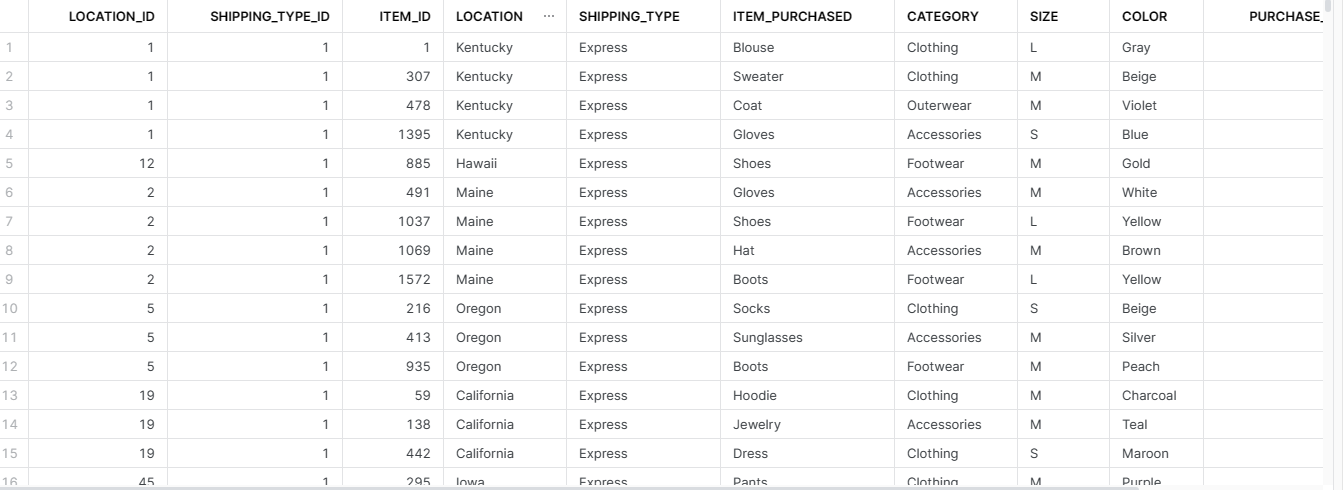 LOCATION_ID SHIPPING_TYPE_ID ITEM_ID LOCATION ... SHIPPING_TYPE ITEM_PURCHASED CATEGORY SIZE COLOR PURCHASE_
1 1 1 1 Kentucky Express Blouse Clothing L Gray
2 1 1 307 Kentucky Express Sweater Clothing M Beige
3 1 1 478 Kentucky Express Coat Outerwear M Violet
4 1 1 1395 Kentucky Express Gloves Accessories S Blue
5 12 1 885 Hawaii Express Shoes Footwear M Gold
6 2 1 491 Maine Express Gloves Accessories M White
7 2 1 1037 Maine Express Shoes Footwear L Yellow
8 2 1 1069 Maine Express Hat Accessories M Brown
9 2 1 1572 Maine Express Boots Footwear L Yellow
10 5 1 216 Oregon Express Socks Clothing S Beige
11 5 1 413 Oregon Express Sunglasses Accessories M Silver
12 5 1 935 Oregon Express Boots Footwear M Peach
13 19 1 59 California Express Hoodie Clothing M Charcoal
14 19 1 138 California Express Jewelry Accessories M Teal
15 19 1 442 California Express Dress Clothing S Maroon
16 45 1 295 Iowa Express Pants Clothing M Purple